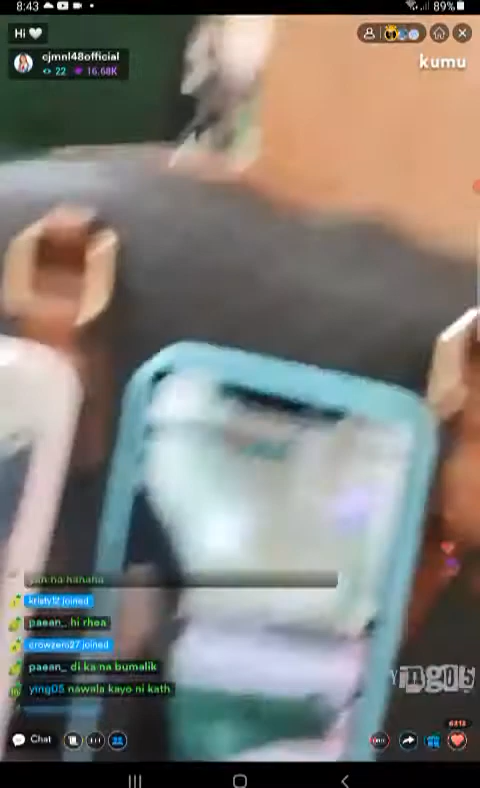 8:43
89%
Hi
cjmnl48official
22 16.68K
kumu
yan na hahaha
kristy12 joined
paean_ hi rhea
crowzero27 joined
paean_ di ka na bumalik
ying05 nawala kayo ni kath
Ying05
Chat